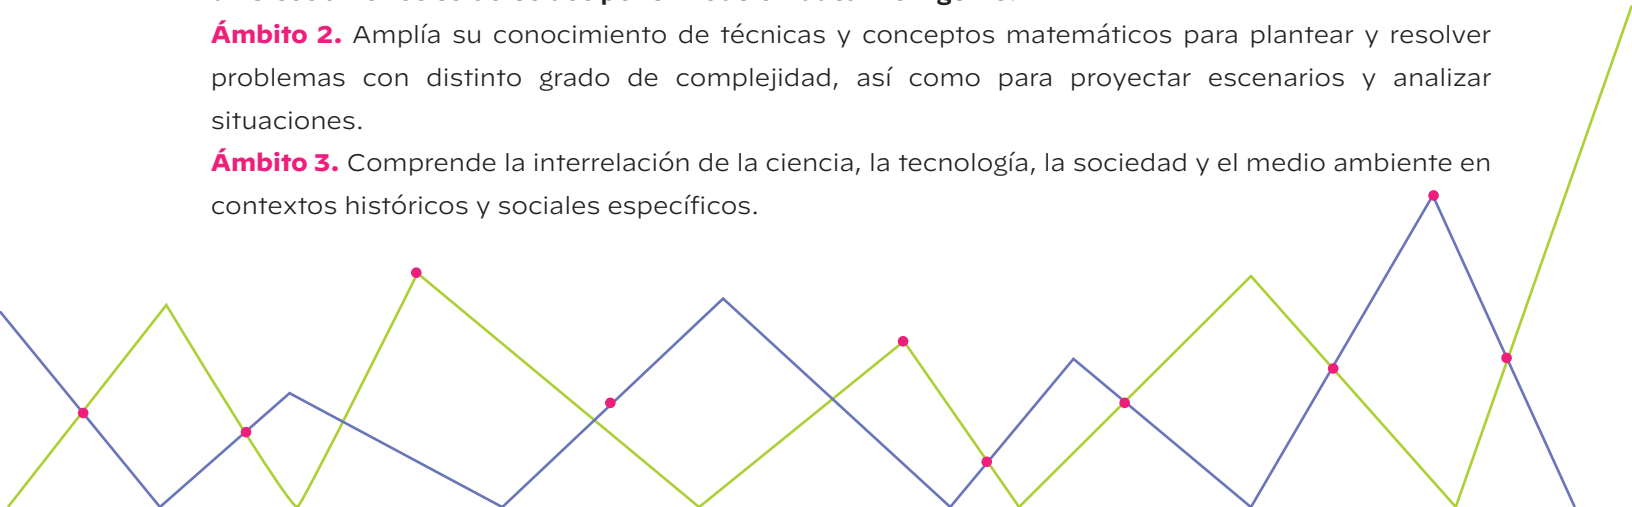 Ámbito 2. Amplía su conocimiento de técnicas y conceptos matemáticos para plantear y resolver
problemas con distinto grado de complejidad, así como para proyectar escenarios y analizar
situaciones.
Ámbito 3. Comprende la interrelación de la ciencia, la tecnología, la sociedad y el medio ambiente en
contextos históricos y sociales específicos.